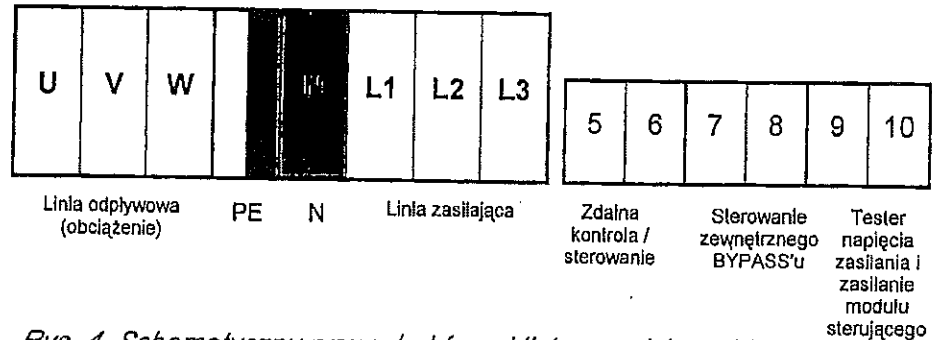 U V W N L1 L2 L3
5 6 7 8 9 10
Linia odpływowa
(obciążenie)
PE N
Linia zasilająca
Zdalna
kontrola /
sterowanie
Sterowanie
zewnętrznego
BYPASS'u
Tester
napięcia
zasilania i
zasilanie
modułu
sterującego
Rys. 4. Schematyczny